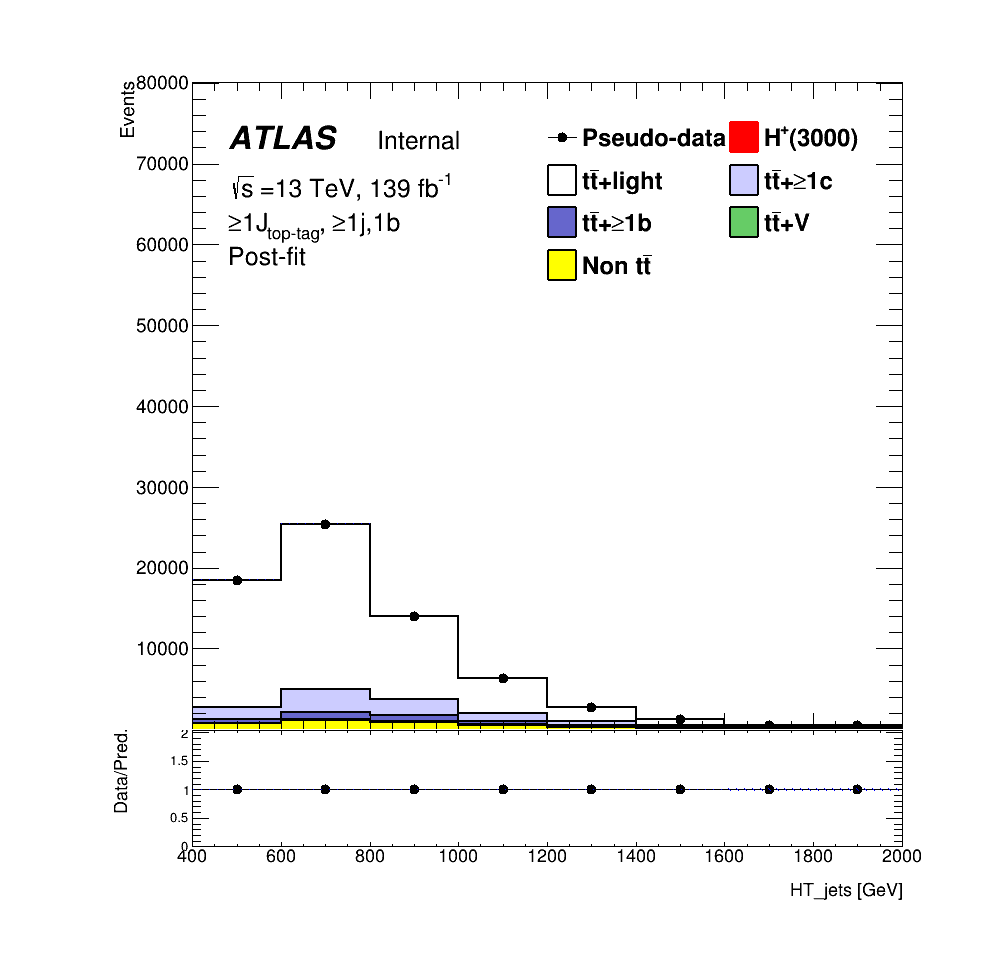 Events
80000
70000
60000
50000
40000
30000
20000
10000
ATLAS Internal
√s =13 TeV, 139 fb⁻¹
≥1J_top-tag, ≥1j,1b
Post-fit
Pseudo-data
H⁺(3000)
tt̄+light
tt̄+≥1c
tt̄+≥1b
tt̄+V
Non tt̄
Data/Pred.
2
1.5
1
0.5
0
400 600 800 1000 1200 1400 1600 1800 2000
HT_jets [GeV]